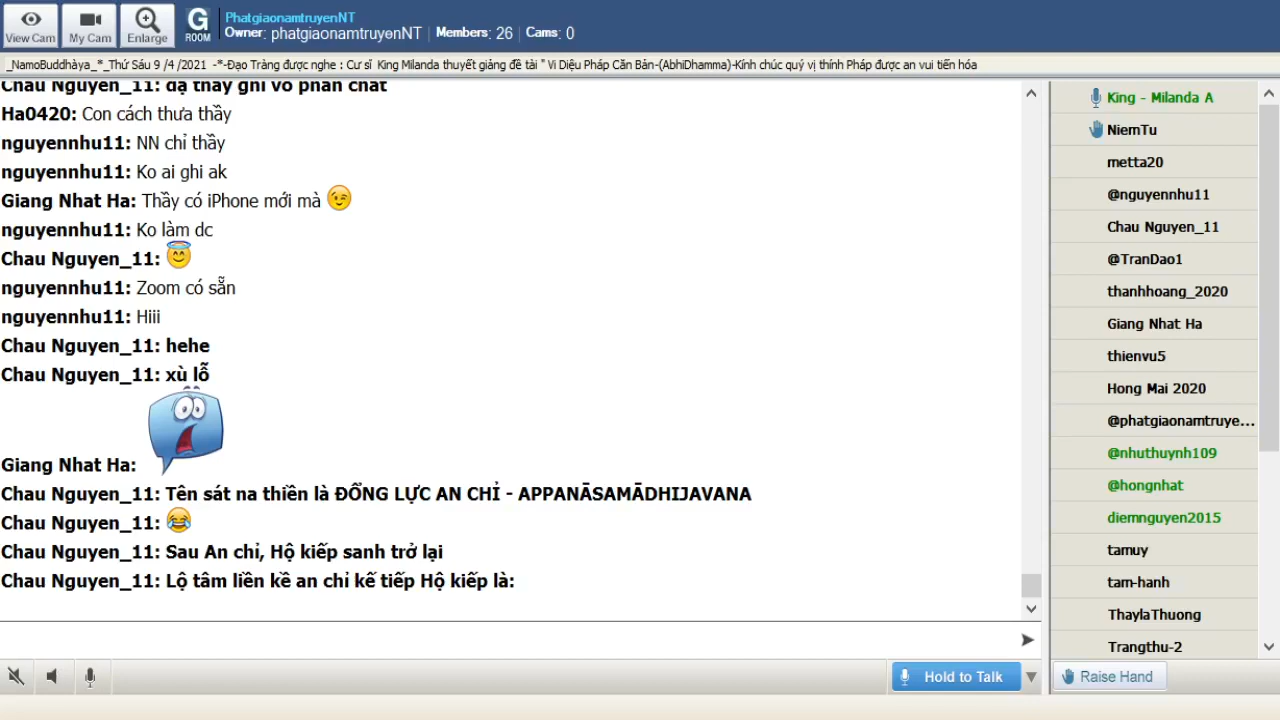 View Cam
My Cam
Enlarge
G
ROOM
PhatgiaonamtruyenNT
Owner: phatgiaonamtruyenNT | Members: 26 | Cams: 0
_NamoBuddhàya_*_Thứ Sáu 9 /4 /2021 -*-Đạo Tràng được nghe : Cư sĩ King Milanda thuyết giảng đề tài " Vi Diệu Pháp Căn Bản-(AbhiDhamma)-Kính chúc quý vị thính Pháp được an vui tiến hóa
Chau Nguyen_11: dạ thầy ghi vô phần chat
Ha0420: Con cách thưa thầy
nguyennhu11: NN chỉ thầy
nguyennhu11: Ko ai ghi ak
Giang Nhat Ha: Thầy có iPhone mới mà
nguyennhu11: Ko làm dc
Chau Nguyen_11:
nguyennhu11: Zoom có sẵn
nguyennhu11: Hiii
Chau Nguyen_11: hehe
Chau Nguyen_11: xù lỗ
Giang Nhat Ha:
Chau Nguyen_11: Tên sát na thiền là ĐỔNG LỰC AN CHỈ - APPANĀSAMĀDHIJAVANA
Chau Nguyen_11:
Chau Nguyen_11: Sau An chỉ, Hộ kiếp sanh trở lại
Chau Nguyen_11: Lộ tâm liền kề an chỉ kế tiếp Hộ kiếp là:
King - Milanda A
NiemTu
metta20
@nguyennhu11
Chau Nguyen_11
@TranDao1
thanhhoang_2020
Giang Nhat Ha
thienvu5
Hong Mai 2020
@phatgiaonamtruye...
@nhuthuynh109
@hongnhat
diemnguyen2015
tamuy
tam-hanh
ThaylaThuong
Trangthu-2
Hold to Talk
Raise Hand